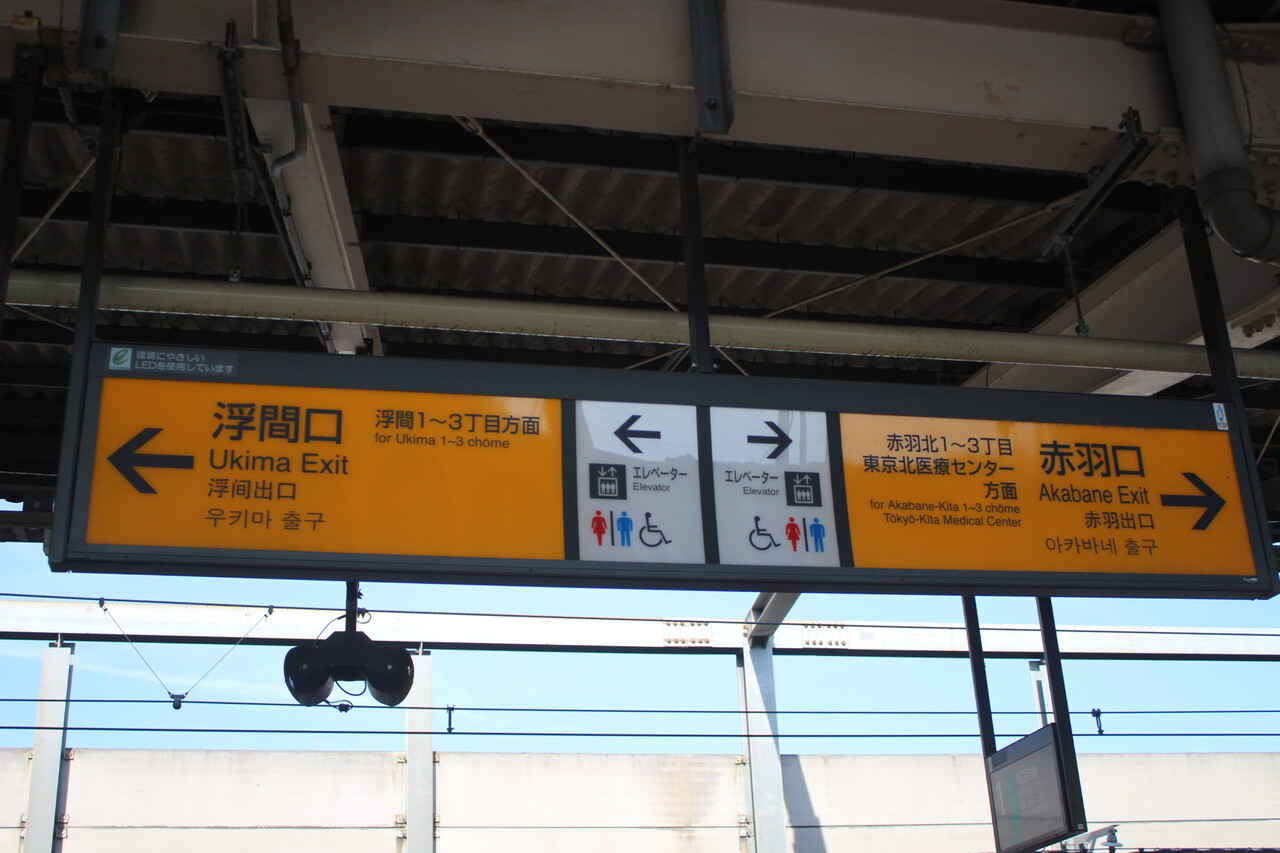 環境にやさしい
LEDを使用しています
浮間口
Ukima Exit
浮间出口
우키마 출구
浮間1～3丁目方面
for Ukima 1~3 chōme
エレベーター
Elevator
エレベーター
Elevator
赤羽北1～3丁目
東京北医療センター
方面
for Akabane-Kita 1~3 chōme
Tōkyō-Kita Medical Center
赤羽口
Akabane Exit
赤羽出口
아카바네 출구
1